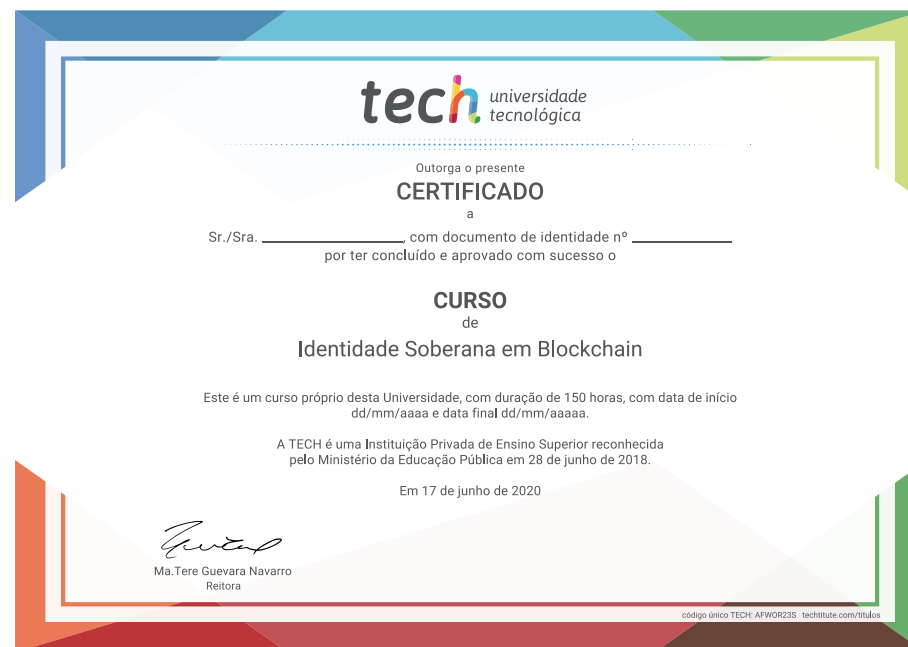 tech universidade
tecnológica
Outorga o presente
CERTIFICADO
a
Sr./Sra. ____________, com documento de identidade nº ____________
por ter concluído e aprovado com sucesso o
CURSO
de
Identidade Soberana em Blockchain
Este é um curso próprio desta Universidade, com duração de 150 horas, com data de início
dd/mm/aaaa e data final dd/mm/aaaaa.
A TECH é uma Instituição Privada de Ensino Superior reconhecida
pelo Ministério da Educação Pública em 28 de junho de 2018.
Em 17 de junho de 2020
Ma.Tere Guevara Navarro
Reitora
código único TECH: AFWOR23S techtitute.com/titulos